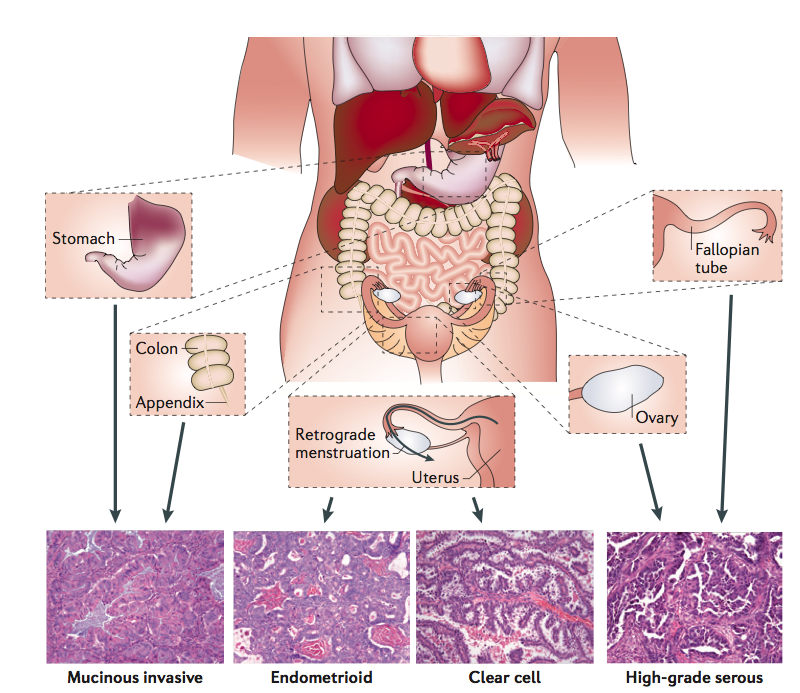 Stomach
Fallopian
tube
Colon
Appendix
Retrograde
menstruation
Uterus
Ovary
Mucinous invasive
Endometrioid
Clear cell
High-grade serous